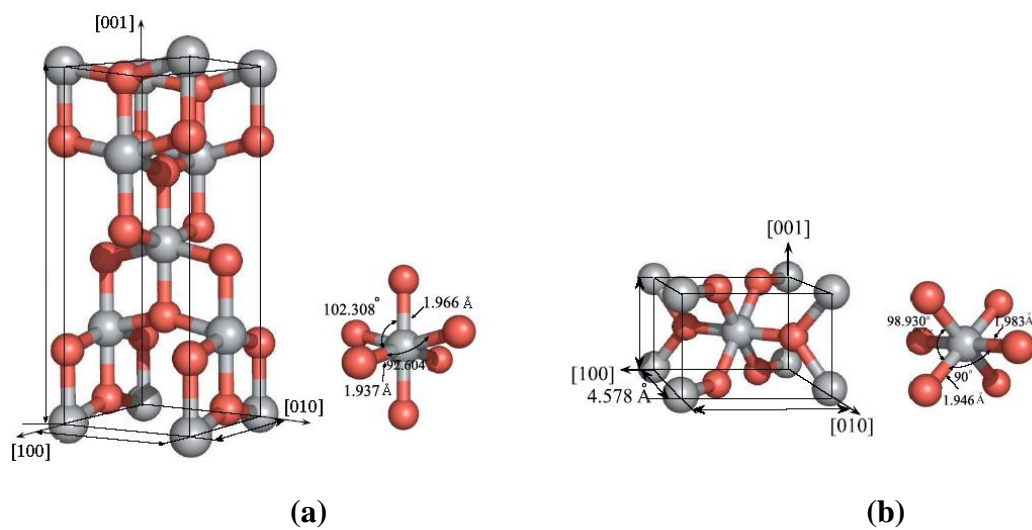 [001]
102.308°
1.966 Å
92.604
1.937 Å
[010]
[100]
(a)
[001]
98.930°
1.983Å
90°
1.946 Å
[100]
4.578 Å
[010]
(b)